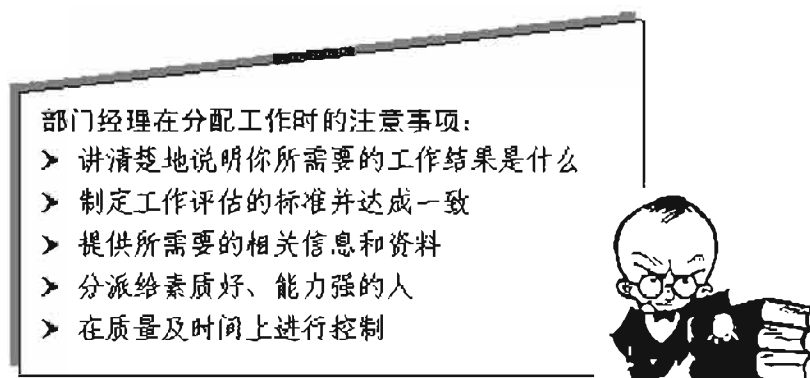 部门经理在分配工作时的注意事项：
➤ 讲清楚地说明你所需要的工作结果是什么
➤ 制定工作评估的标准并达成一致
➤ 提供所需要的相关信息和资料
➤ 分派给素质好、能力强的人
➤ 在质量及时间上进行控制